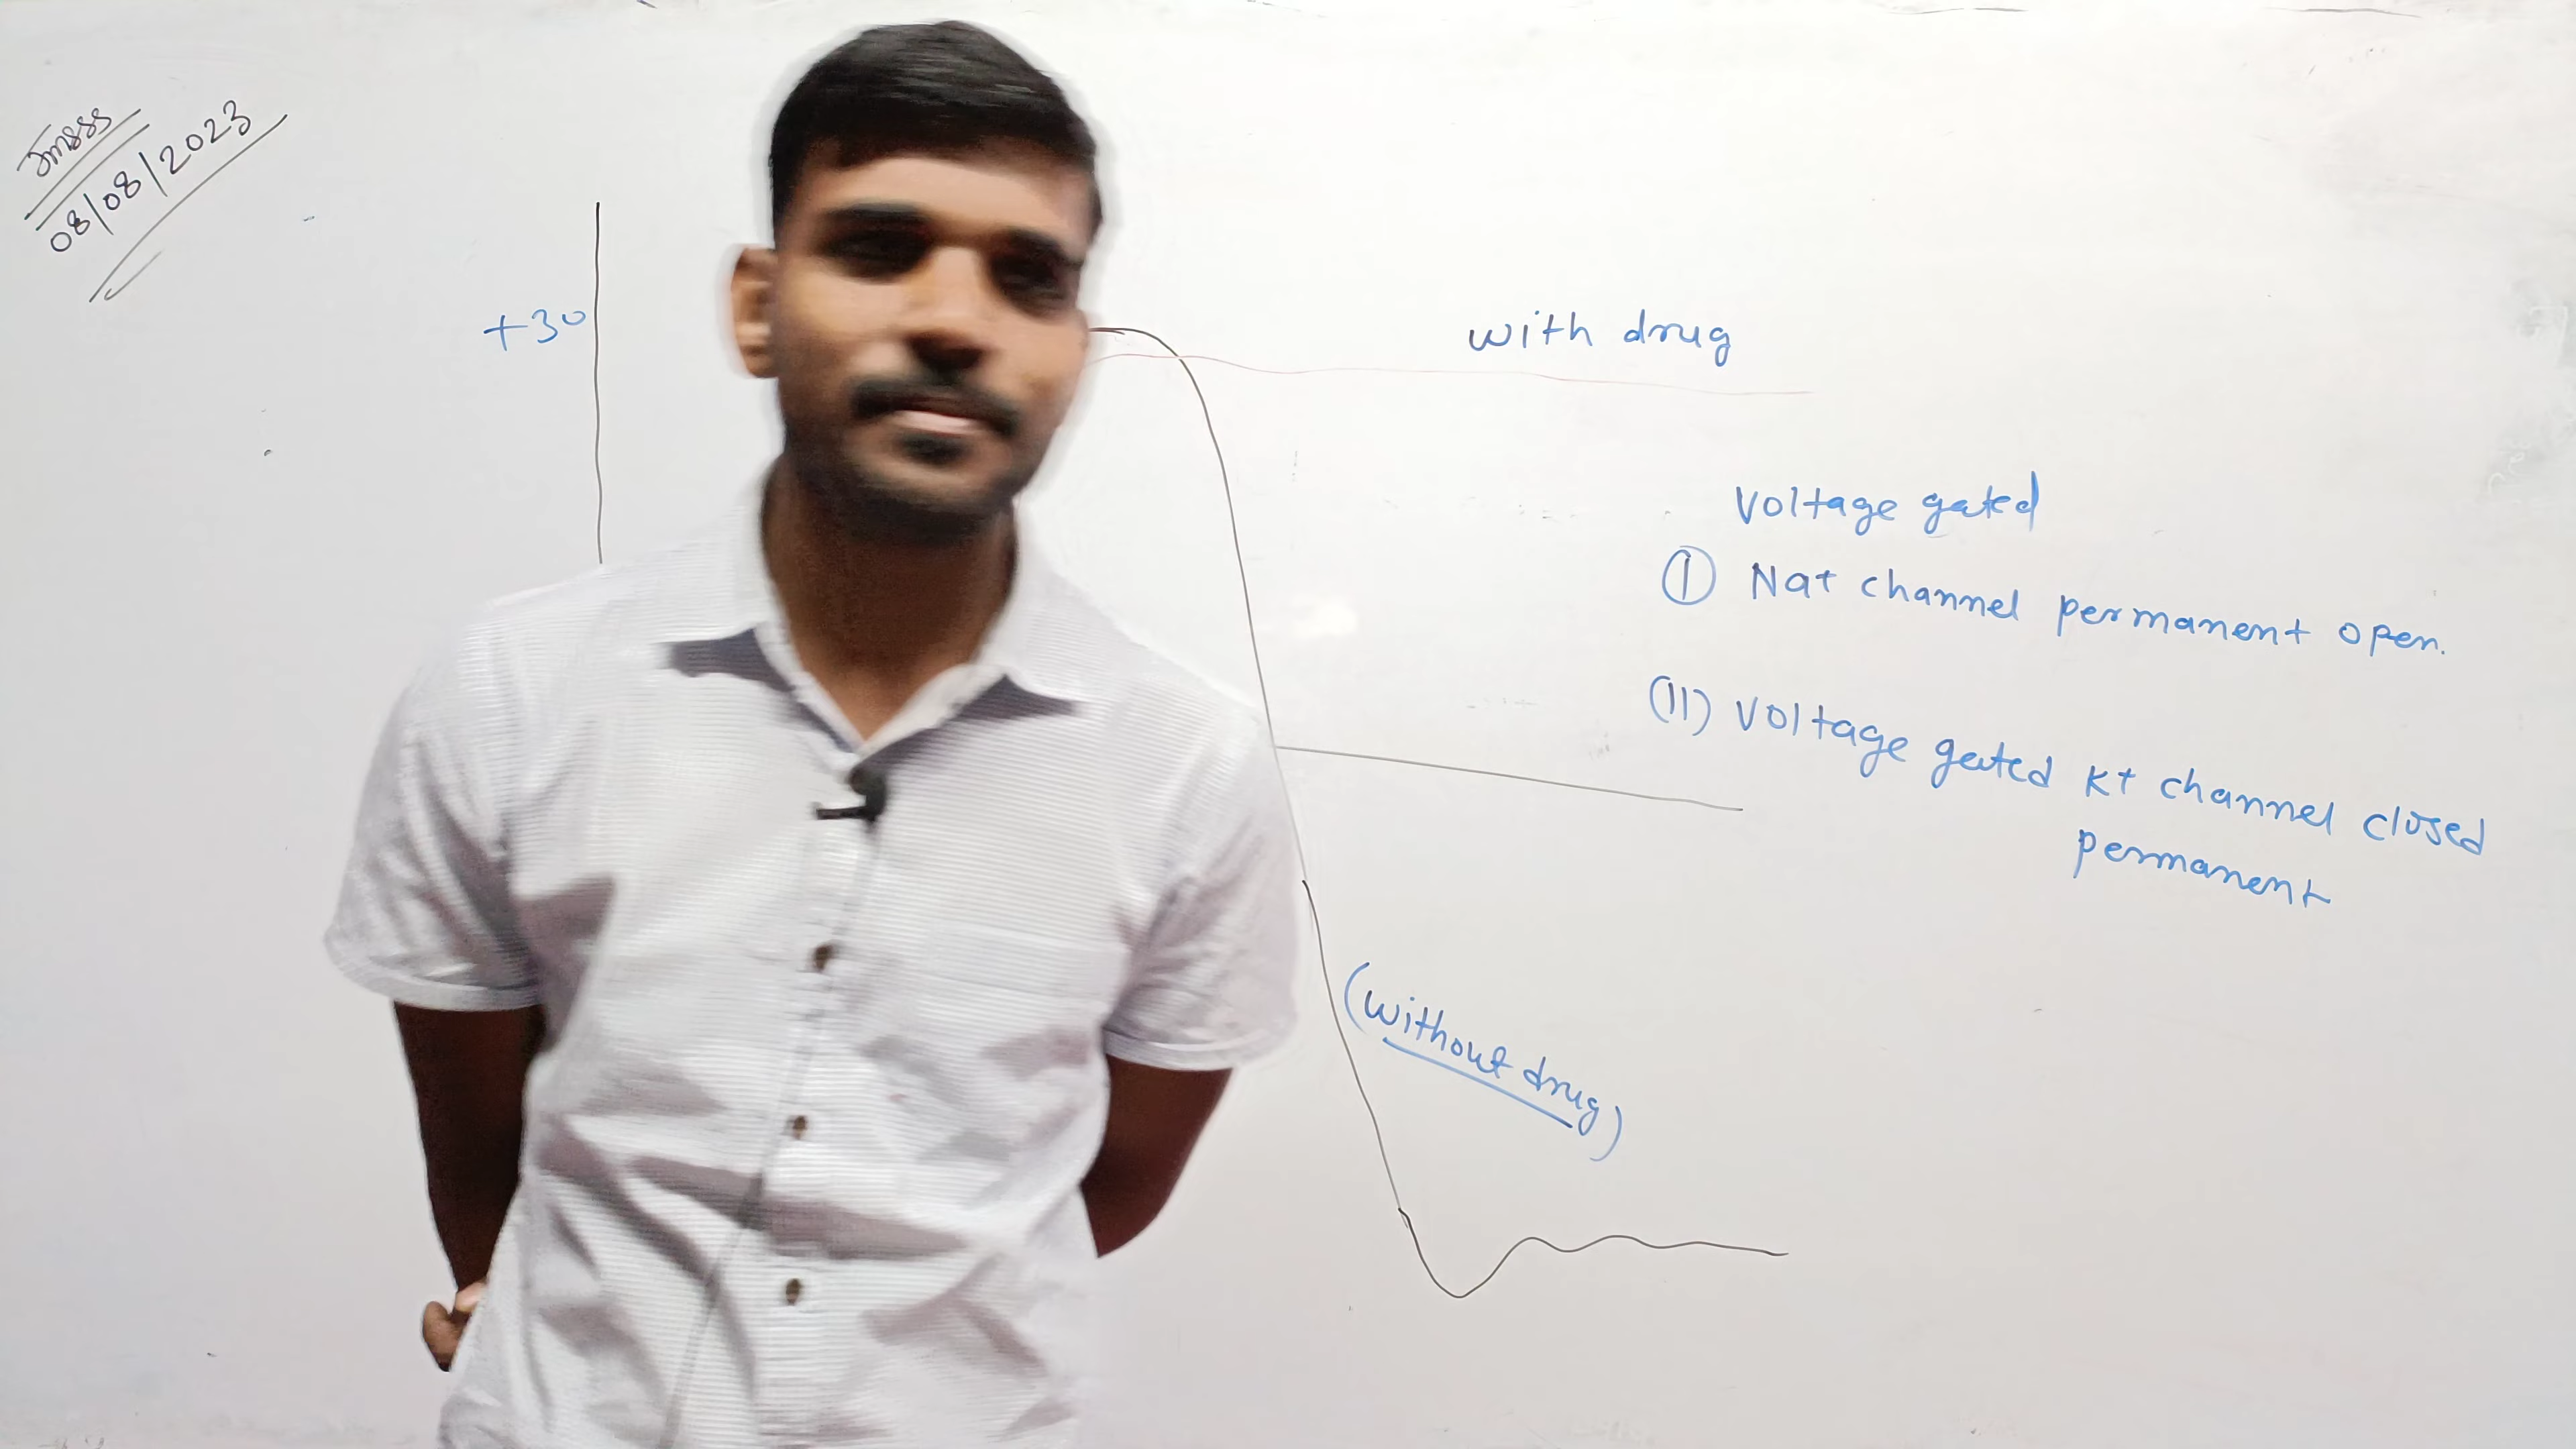 08/08/2023
+30
with drug
Voltage gated
(I) Na+ channel permanent open.
(II) Voltage gated K+ channel closed
permanent
(without drug)